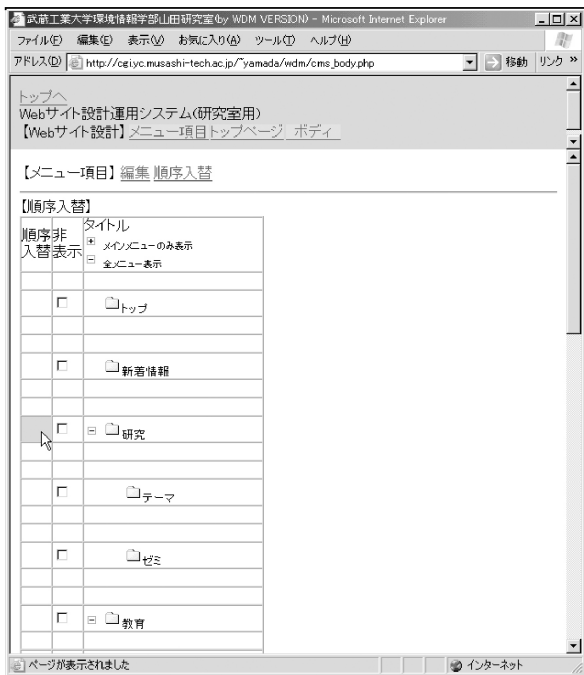 武蔵工業大学環境情報学部山田研究室(by WDM VERSION) - Microsoft Internet Explorer
ファイル(F) 編集(E) 表示(V) お気に入り(A) ツール(T) ヘルプ(H)
アドレス(D) http://cgi.yc.musashi-tech.ac.jp/~yamada/wdm/cms_body.php 移動 リンク »
トップへ
Webサイト設計運用システム(研究室用)
【Webサイト設計】メニュー項目トップページ ボディ
【メニュー項目】 編集 順序入替
【順序入替】
順序入替 非表示 タイトル
メインメニューのみ表示
全メニュー表示
トップ
新着情報
研究
テーマ
ゼミ
教育
ページが表示されました インターネット